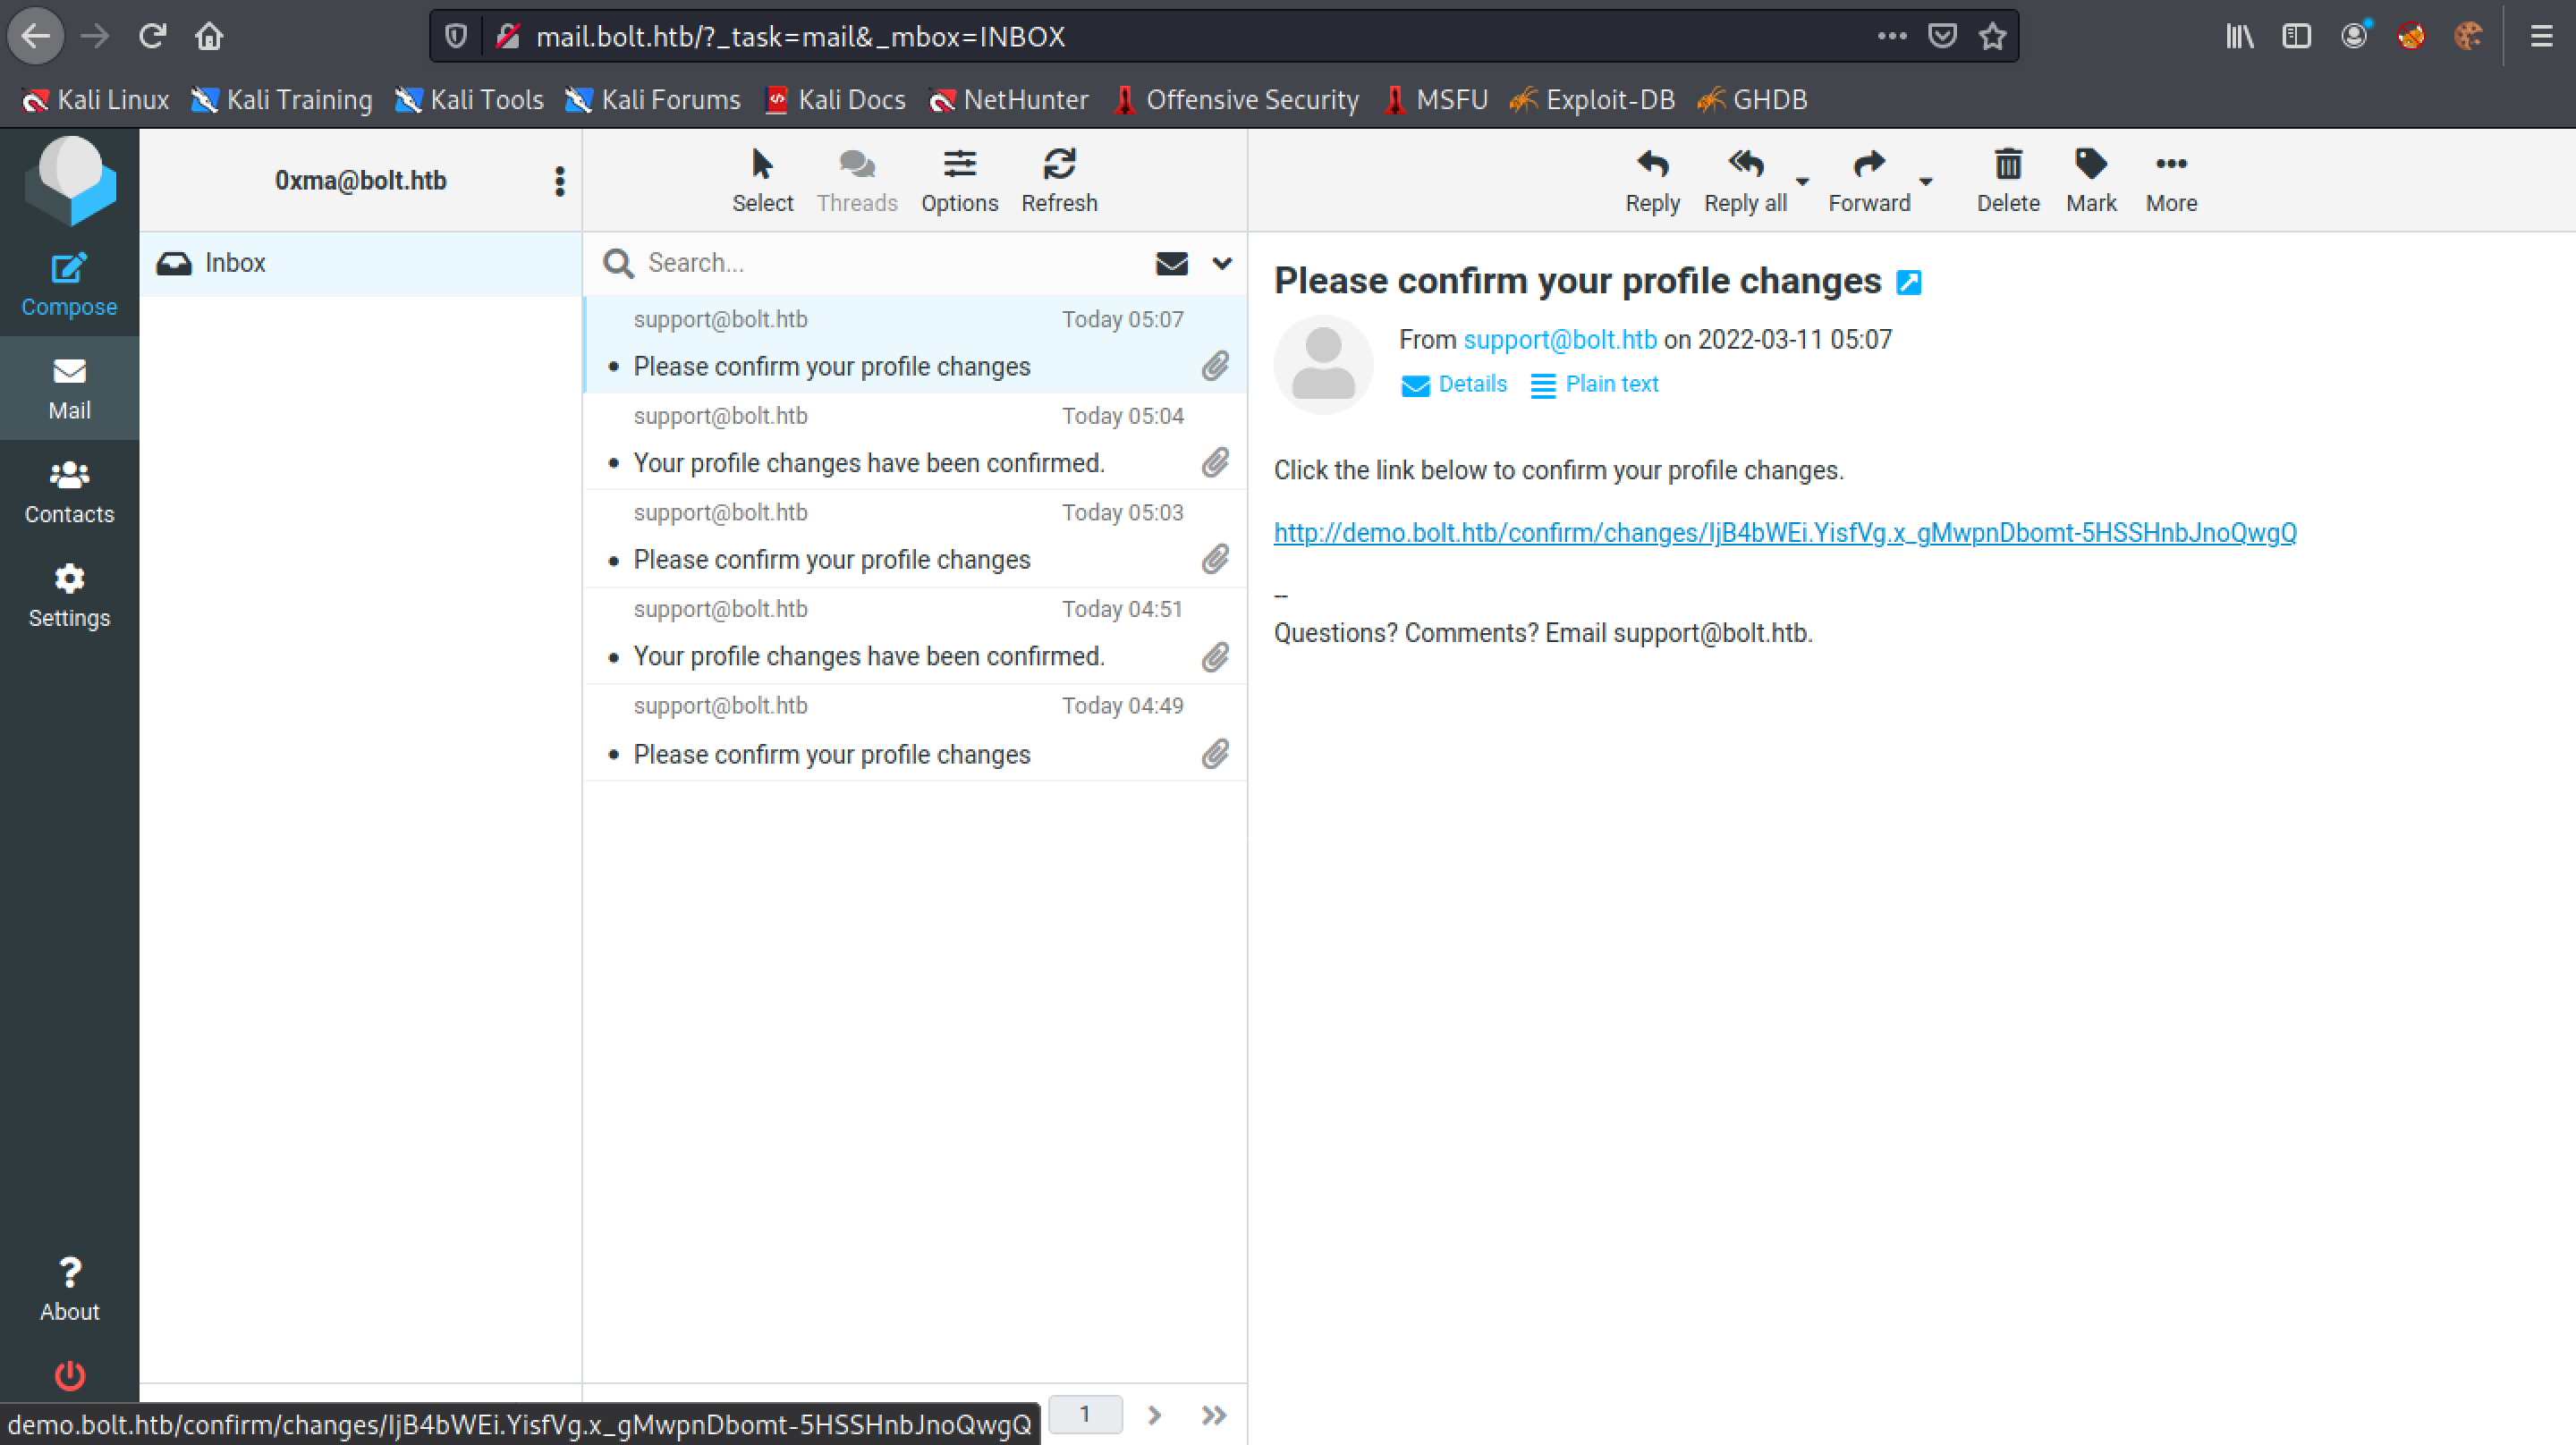 mail.bolt.htb/?_task=mail&_mbox=INBOX
Kali Linux Kali Training Kali Tools Kali Forums Kali Docs NetHunter Offensive Security MSFU Exploit-DB GHDB
0xma@bolt.htb
Select Threads Options Refresh
Reply Reply all Forward Delete Mark More
Compose
Mail
Contacts
Settings
About
Inbox
Search...
support@bolt.htb Today 05:07
• Please confirm your profile changes
support@bolt.htb Today 05:04
• Your profile changes have been confirmed.
support@bolt.htb Today 05:03
• Please confirm your profile changes
support@bolt.htb Today 04:51
• Your profile changes have been confirmed.
support@bolt.htb Today 04:49
• Please confirm your profile changes
1
Please confirm your profile changes
From support@bolt.htb on 2022-03-11 05:07
Details Plain text
Click the link below to confirm your profile changes.
http://demo.bolt.htb/confirm/changes/IjB4bWEi.YisfVg.x_gMwpnDbomt-5HSSHnbJnoQwgQ
--
Questions? Comments? Email support@bolt.htb.
demo.bolt.htb/confirm/changes/IjB4bWEi.YisfVg.x_gMwpnDbomt-5HSSHnbJnoQwgQ